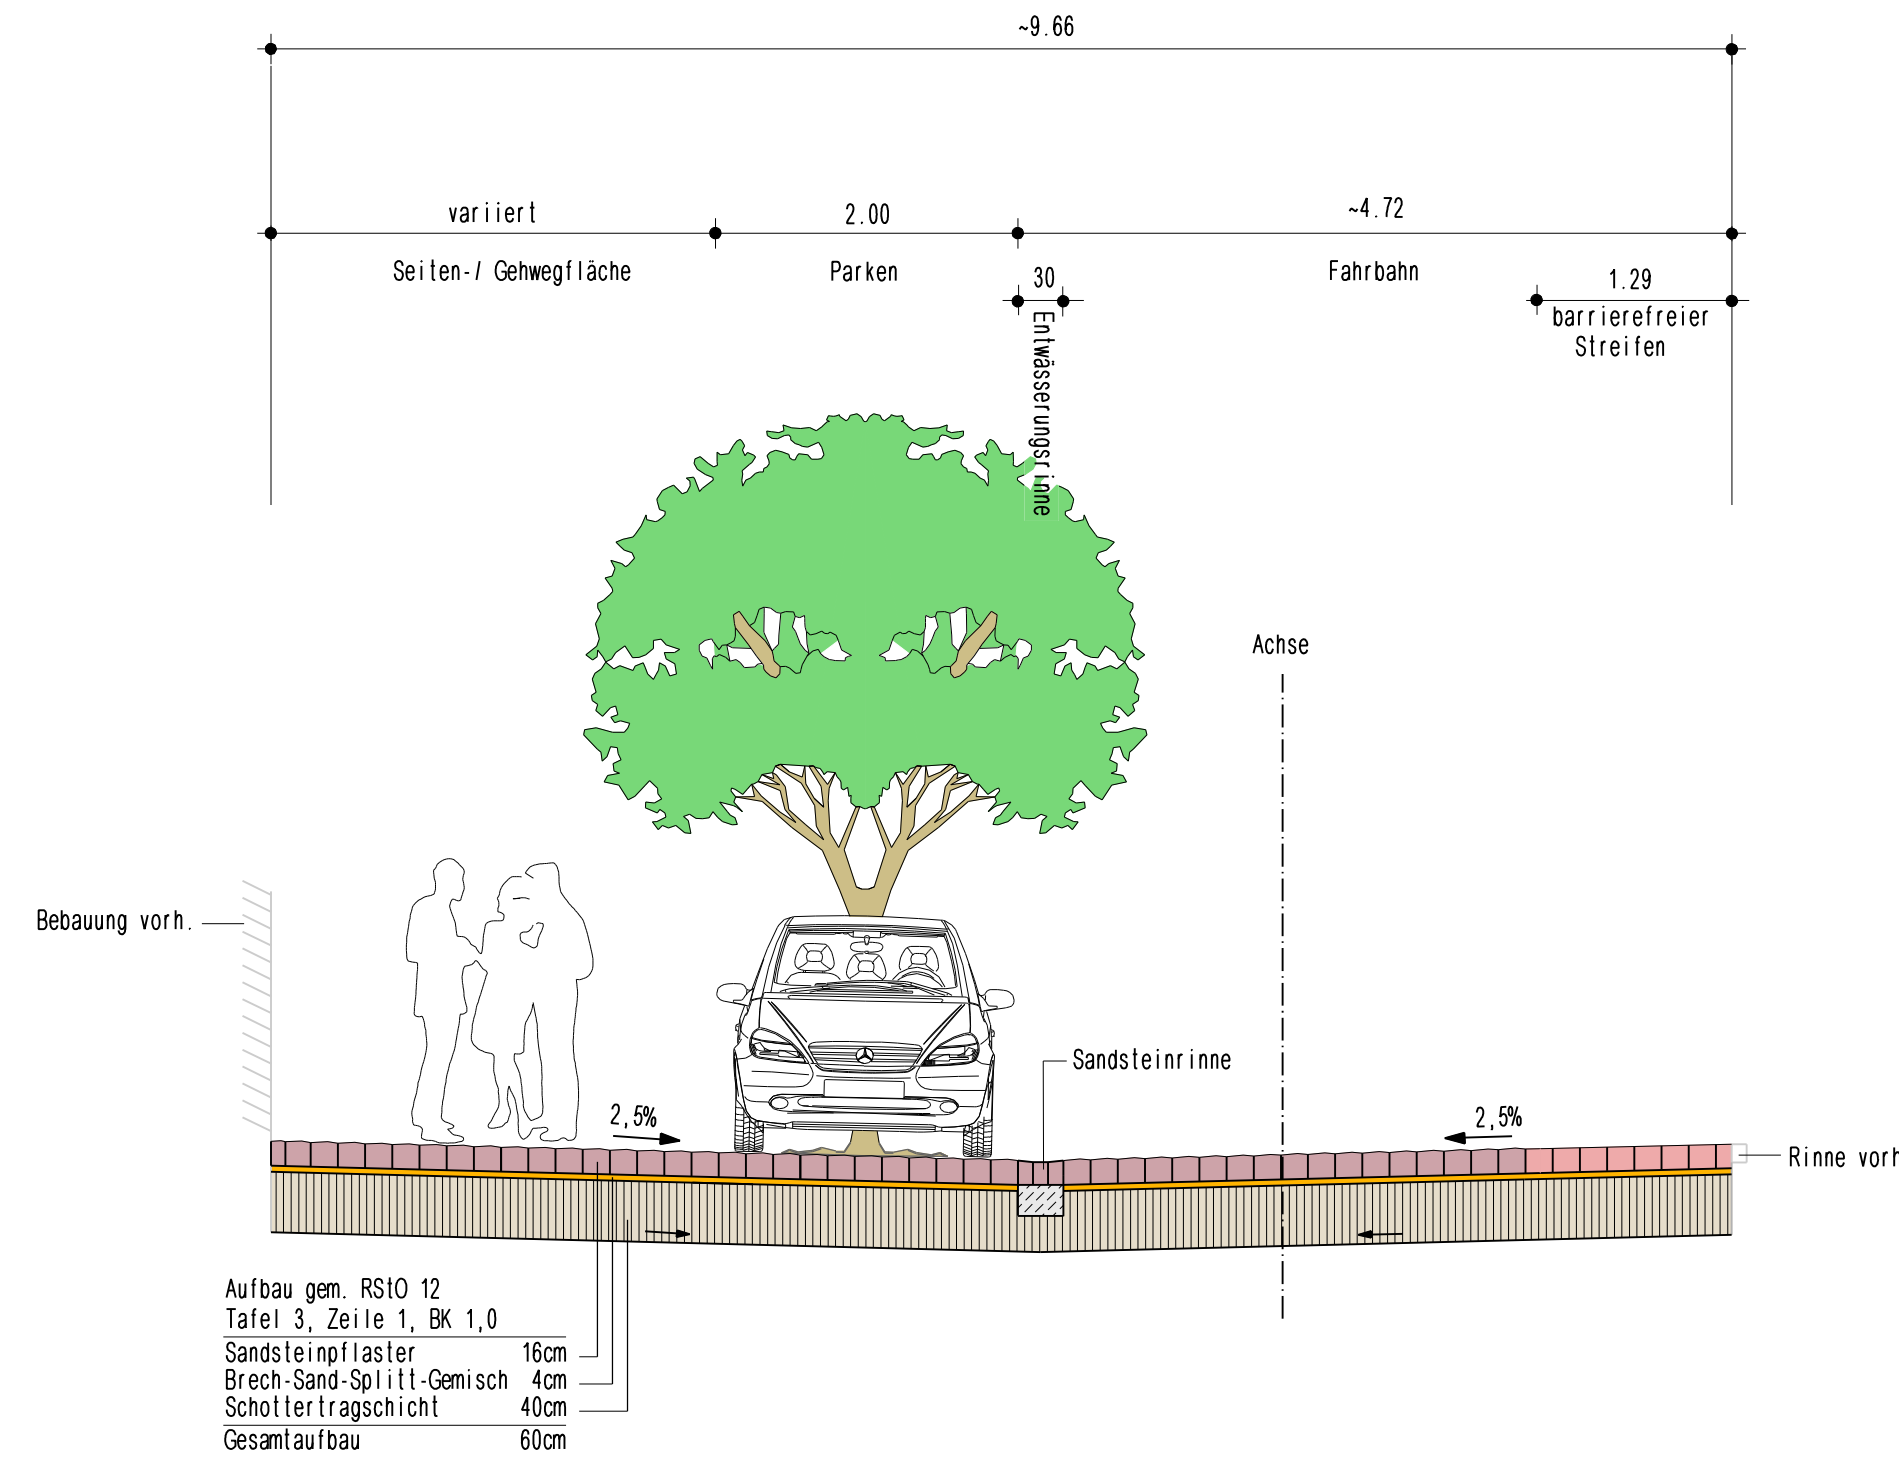 ~9.66
variiert 2.00 ~4.72
Seiten-/ Gehwegfläche Parken 30 Fahrbahn 1.29
barrierefreier
Streifen
Entwässerungsrinne
Achse
Bebauung vorh.
Sandsteinrinne
2,5% 2,5%
Rinne vorh
Aufbau gem. RStO 12
Tafel 3, Zeile 1, BK 1,0
Sandsteinpflaster 16cm
Brech-Sand-Splitt-Gemisch 4cm
Schottertragschicht 40cm
Gesamtaufbau 60cm